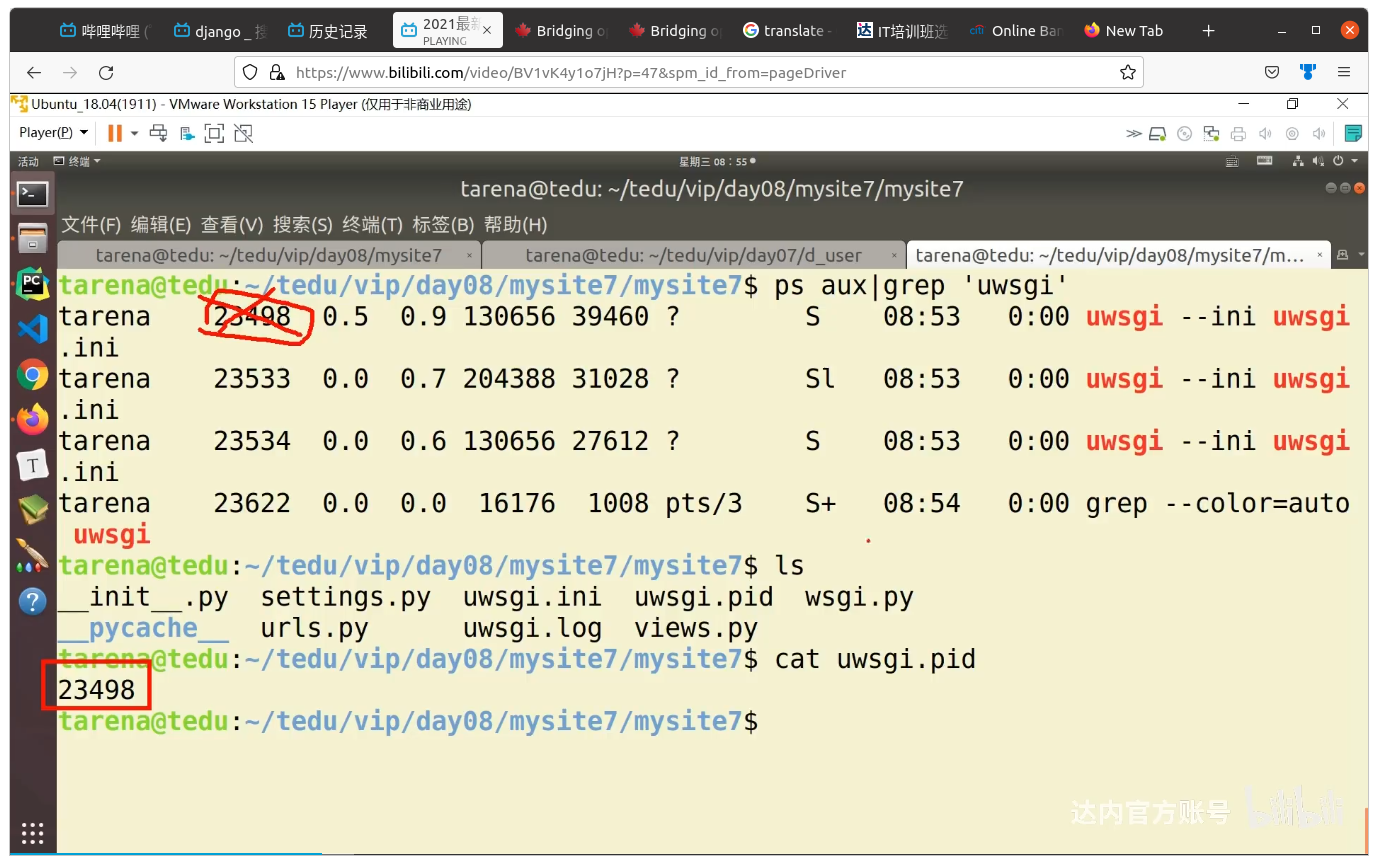 哔哩哔哩 (
django _ 搜
历史记录
2021最新
PLAYING
Bridging o
Bridging o
translate -
IT培训班选
Online Ban
New Tab
https://www.bilibili.com/video/BV1vK4y1o7jH?p=47&spm_id_from=pageDriver
Ubuntu_18.04(1911) - VMware Workstation 15 Player (仅用于非商业用途)
Player(P)
活动 终端 星期三 08:55
tarena@tedu: ~/tedu/vip/day08/mysite7/mysite7
文件(F) 编辑(E) 查看(V) 搜索(S) 终端(T) 标签(B) 帮助(H)
tarena@tedu: ~/tedu/vip/day08/mysite7 × tarena@tedu: ~/tedu/vip/day07/d_user × tarena@tedu: ~/tedu/vip/day08/mysite7/m... ×
tarena@tedu:~/tedu/vip/day08/mysite7/mysite7$ ps aux|grep 'uwsgi'
tarena 23498 0.5 0.9 130656 39460 ? S 08:53 0:00 uwsgi --ini uwsgi
.ini
tarena 23533 0.0 0.7 204388 31028 ? Sl 08:53 0:00 uwsgi --ini uwsgi
.ini
tarena 23534 0.0 0.6 130656 27612 ? S 08:53 0:00 uwsgi --ini uwsgi
.ini
tarena 23622 0.0 0.0 16176 1008 pts/3 S+ 08:54 0:00 grep --color=auto
uwsgi
tarena@tedu:~/tedu/vip/day08/mysite7/mysite7$ ls
__init__.py settings.py uwsgi.ini uwsgi.pid wsgi.py
__pycache__ urls.py uwsgi.log views.py
tarena@tedu:~/tedu/vip/day08/mysite7/mysite7$ cat uwsgi.pid
23498
tarena@tedu:~/tedu/vip/day08/mysite7/mysite7$
达内官方账号 bilibili